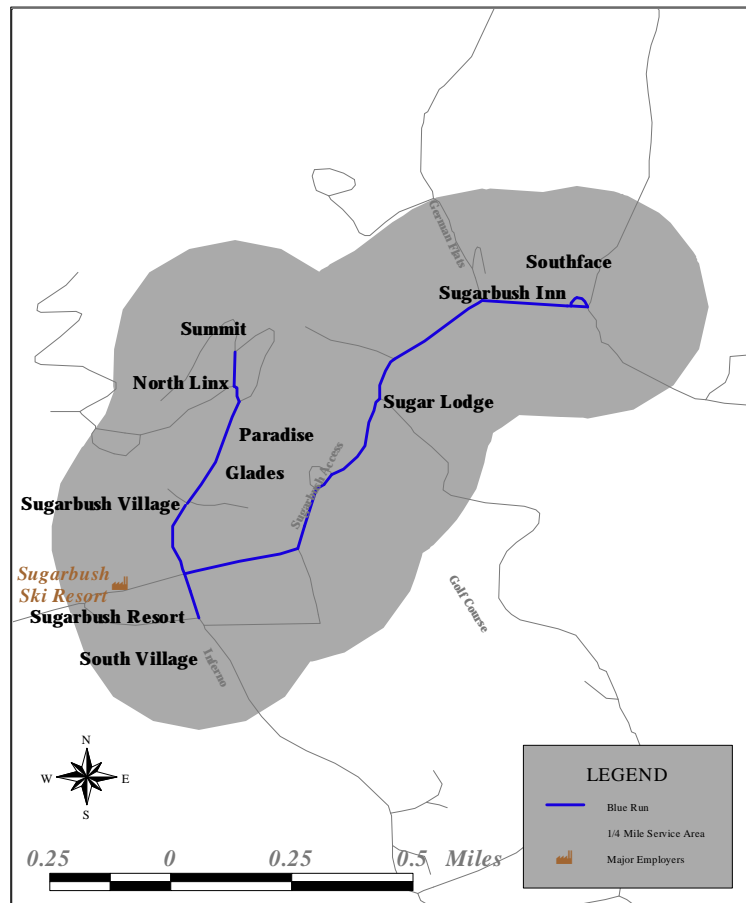 German Flats
Southface
Sugarbush Inn
Summit
North Linx
Sugar Lodge
Paradise
Glades
Sugarbush Access
Sugarbush Village
Sugarbush
Ski Resort
Golf Course
Sugarbush Resort
South Village
Inferno
N
W E
S
LEGEND
Blue Run
1/4 Mile Service Area
Major Employers
0.25 0 0.25 0.5 Miles